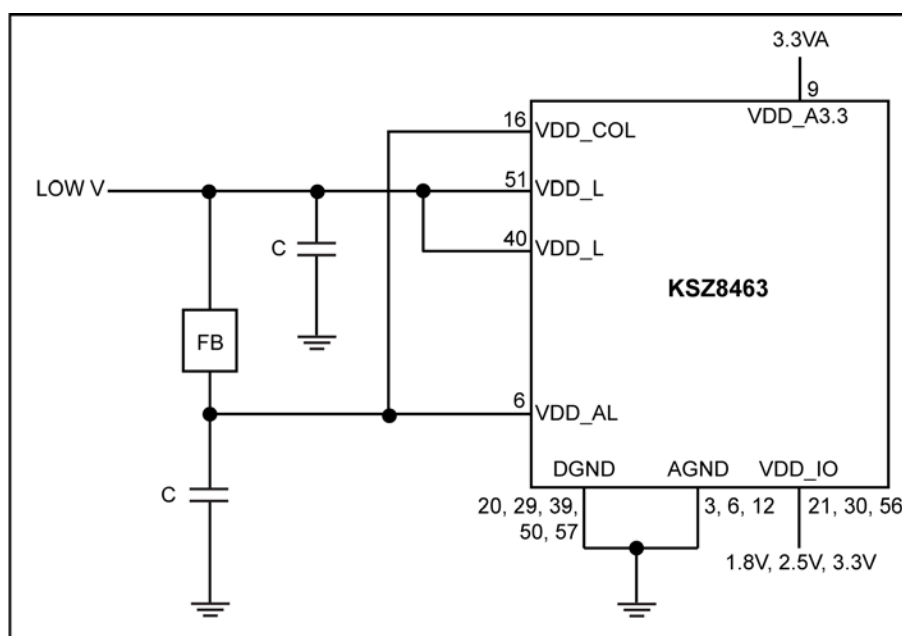 3.3VA
9
VDD_A3.3
16 VDD_COL
LOW V
51 VDD_L
40 VDD_L
C
KSZ8463
FB
6 VDD_AL
DGND AGND VDD_IO
C
20, 29, 39, 3, 6, 12 21, 30, 56
50, 57
1.8V, 2.5V, 3.3V